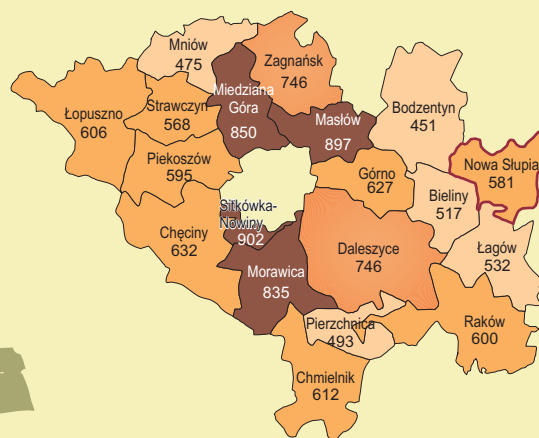 Mniów
475
Zagnańsk
746
Miedziana
Góra
850
Bodzentyn
451
Łopuszno
606
Strawczyn
568
Masłów
897
Piekoszów
595
Górno
627
Nowa Słupia
581
Bieliny
517
Sitkówka-
Nowiny
902
Chęciny
632
Daleszyce
746
Łagów
532
Morawica
835
Pierzchnica
493
Raków
600
Chmielnik
612